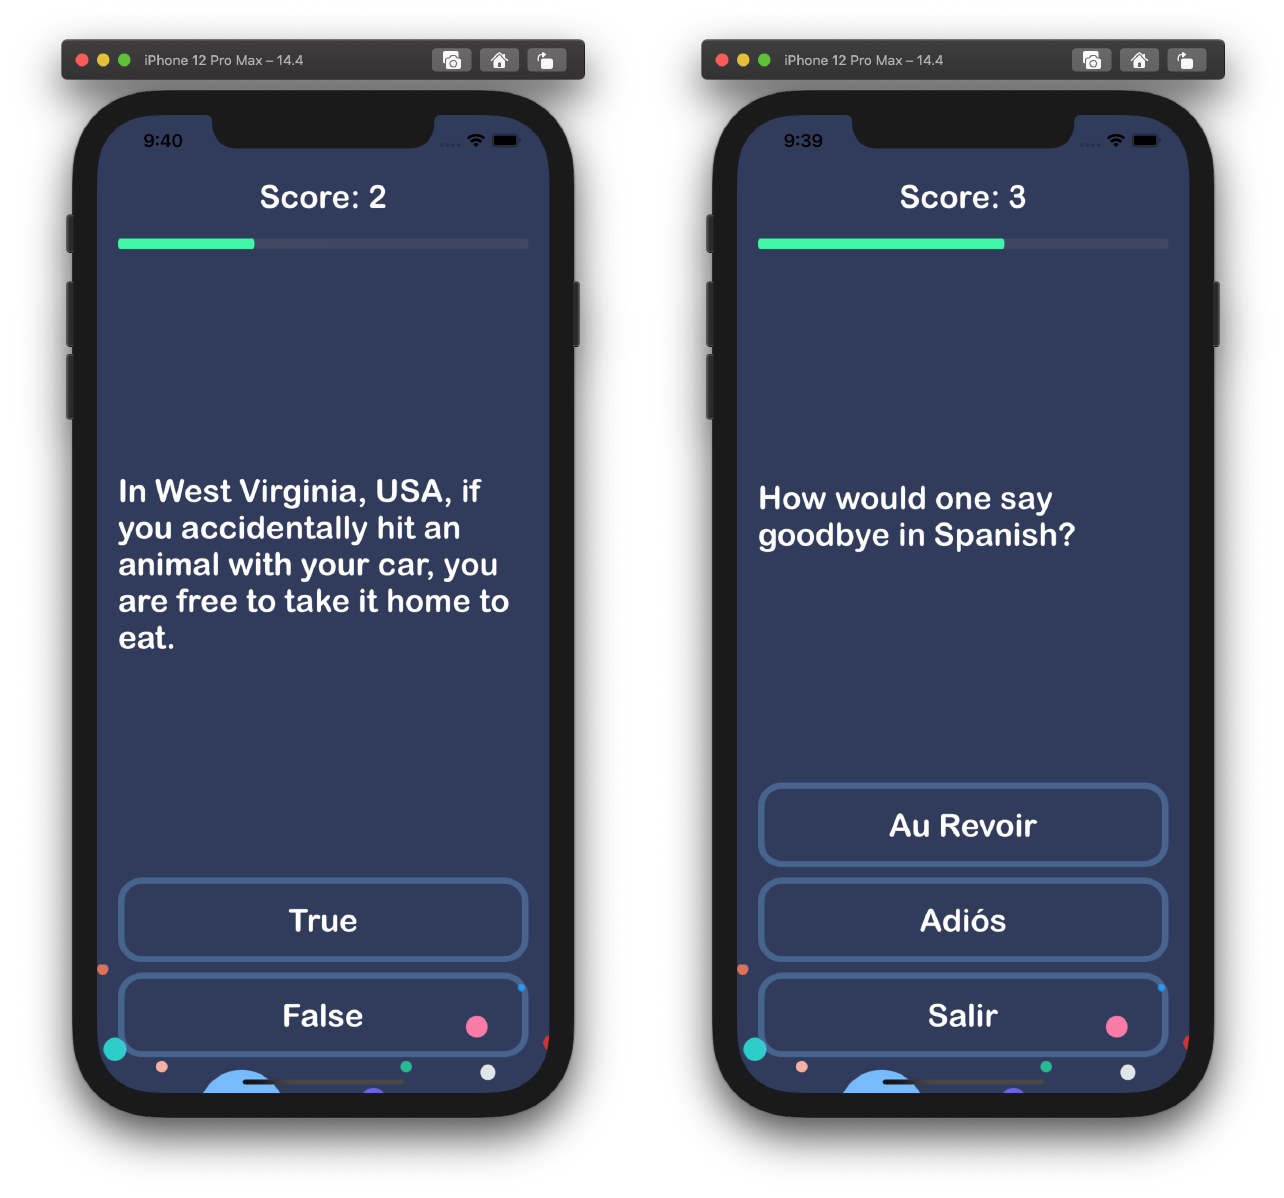 iPhone 12 Pro Max – 14.4
9:40
Score: 2
In West Virginia, USA, if
you accidentally hit an
animal with your car, you
are free to take it home to
eat.
True
False
iPhone 12 Pro Max – 14.4
9:39
Score: 3
How would one say
goodbye in Spanish?
Au Revoir
Adiós
Salir